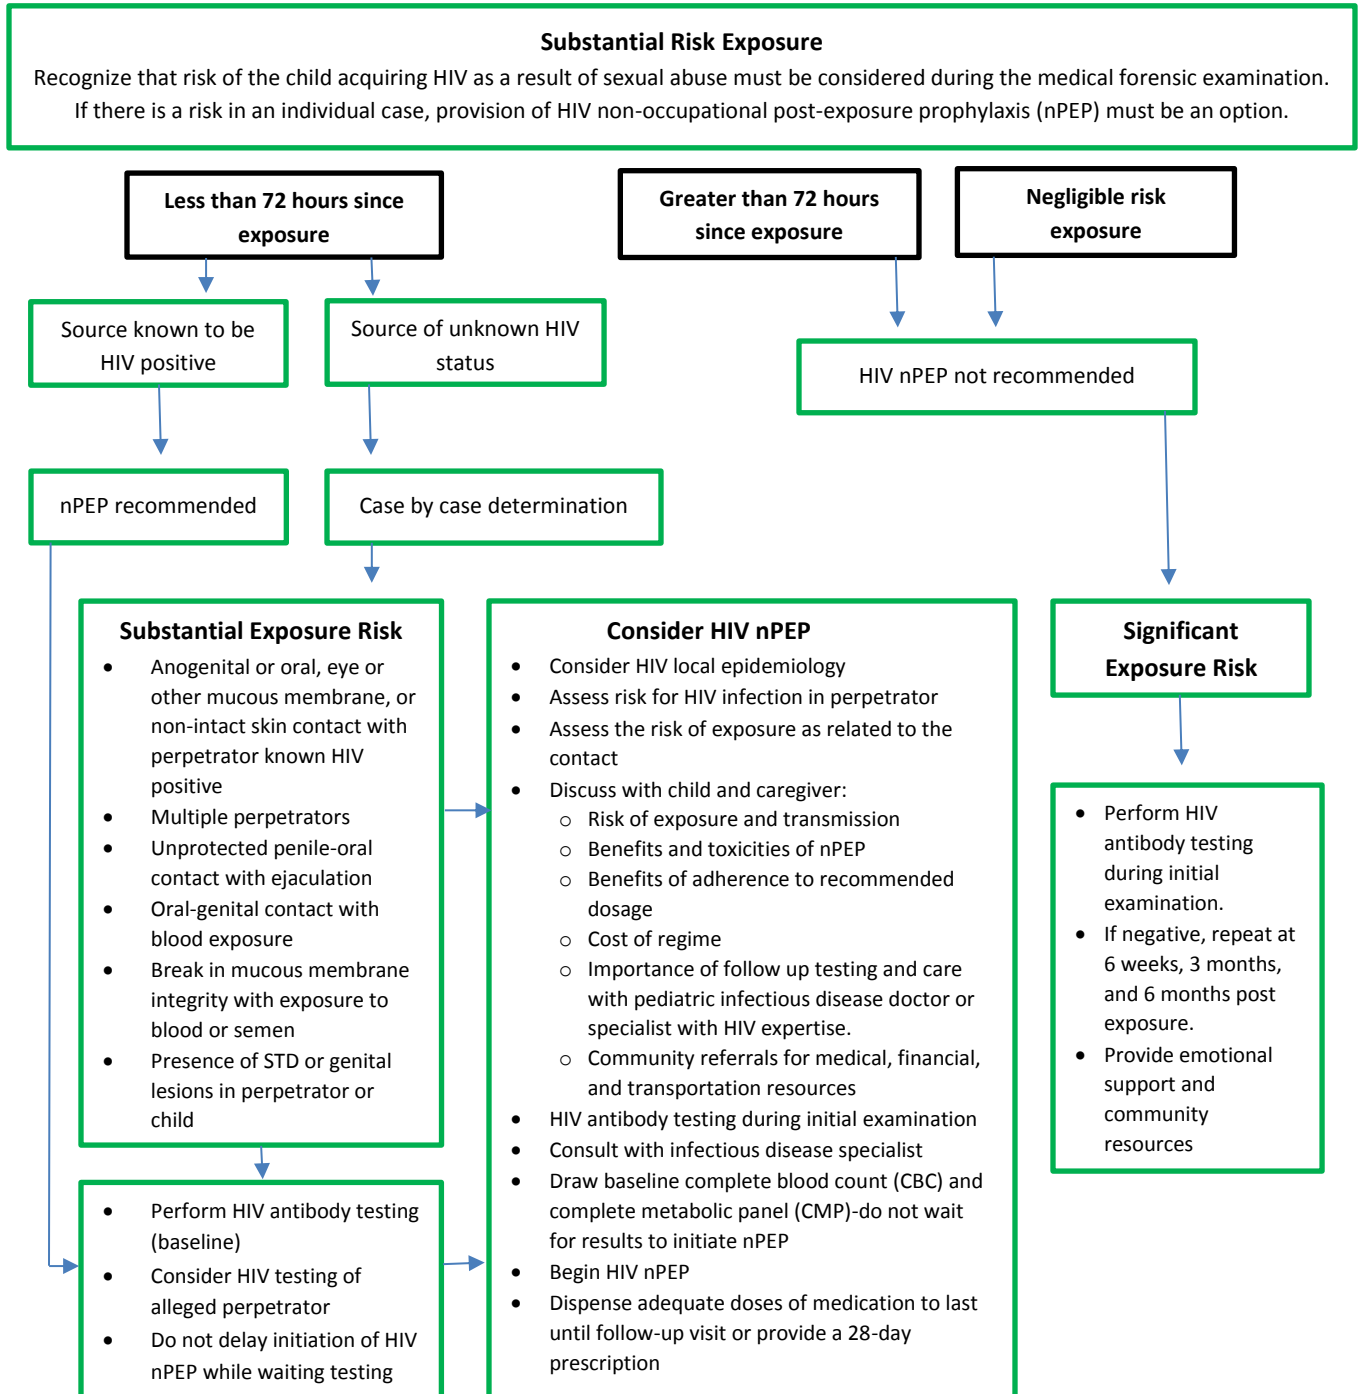 Substantial Risk Exposure
Recognize that risk of the child acquiring HIV as a result of sexual abuse must be considered during the medical forensic examination.
If there is a risk in an individual case, provision of HIV non-occupational post-exposure prophylaxis (nPEP) must be an option.
Less than 72 hours since
exposure
Greater than 72 hours
since exposure
Negligible risk
exposure
Source known to be
HIV positive
Source of unknown HIV
status
HIV nPEP not recommended
nPEP recommended
Case by case determination
Substantial Exposure Risk
• Anogenital or oral, eye or
other mucous membrane, or
non-intact skin contact with
perpetrator known HIV
positive
• Multiple perpetrators
• Unprotected penile-oral
contact with ejaculation
• Oral-genital contact with
blood exposure
• Break in mucous membrane
integrity with exposure to
blood or semen
• Presence of STD or genital
lesions in perpetrator or
child
• Perform HIV antibody testing
(baseline)
• Consider HIV testing of
alleged perpetrator
• Do not delay initiation of HIV
nPEP while waiting testing
Consider HIV nPEP
• Consider HIV local epidemiology
• Assess risk for HIV infection in perpetrator
• Assess the risk of exposure as related to the
contact
• Discuss with child and caregiver:
o Risk of exposure and transmission
o Benefits and toxicities of nPEP
o Benefits of adherence to recommended
dosage
o Cost of regime
o Importance of follow up testing and care
with pediatric infectious disease doctor or
specialist with HIV expertise.
o Community referrals for medical, financial,
and transportation resources
• HIV antibody testing during initial examination
• Consult with infectious disease specialist
• Draw baseline complete blood count (CBC) and
complete metabolic panel (CMP)-do not wait
for results to initiate nPEP
• Begin HIV nPEP
• Dispense adequate doses of medication to last
until follow-up visit or provide a 28-day
prescription
Significant
Exposure Risk
• Perform HIV
antibody testing
during initial
examination.
• If negative, repeat at
6 weeks, 3 months,
and 6 months post
exposure.
• Provide emotional
support and
community
resources